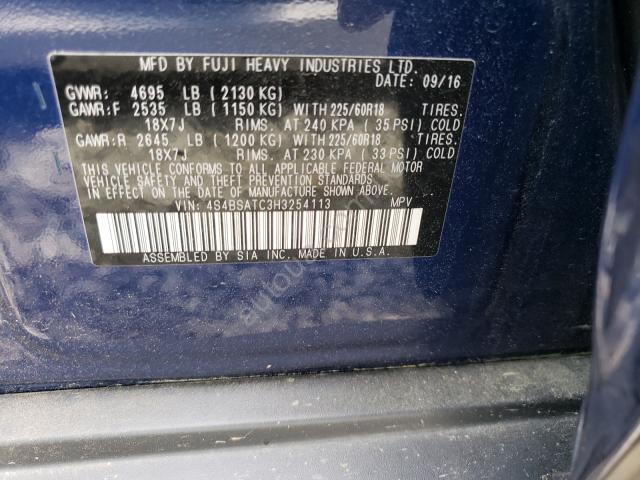 MFD BY FUJI HEAVY INDUSTRIES LTD.
DATE: 09/16
GVWR: 4695 LB (2130 KG)
GAWR:F 2535 LB (1150 KG) WITH 225/60R18 TIRES.
18X7J RIMS. AT 240 KPA (35 PSI) COLD
GAWR:R 2645 LB (1200 KG) WITH 225/60R18 TIRES.
18X7J RIMS. AT 230 KPA (33 PSI) COLD
THIS VEHICLE CONFORMS TO ALL APPLICABLE FEDERAL MOTOR
VEHICLE SAFETY AND THEFT PREVENTION STANDARDS
IN EFFECT ON THE DATE OF MANUFACTURE SHOWN ABOVE.
VIN: 4S4BSATC3H3254113 MPV
ASSEMBLED BY SIA INC. MADE IN U.S.A.